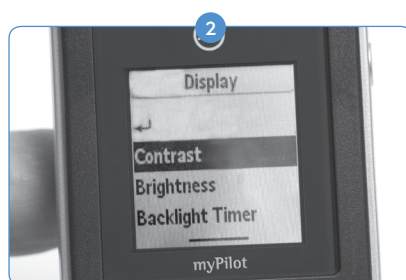 2
Display
Contrast
Brightness
Backlight Timer
myPilot